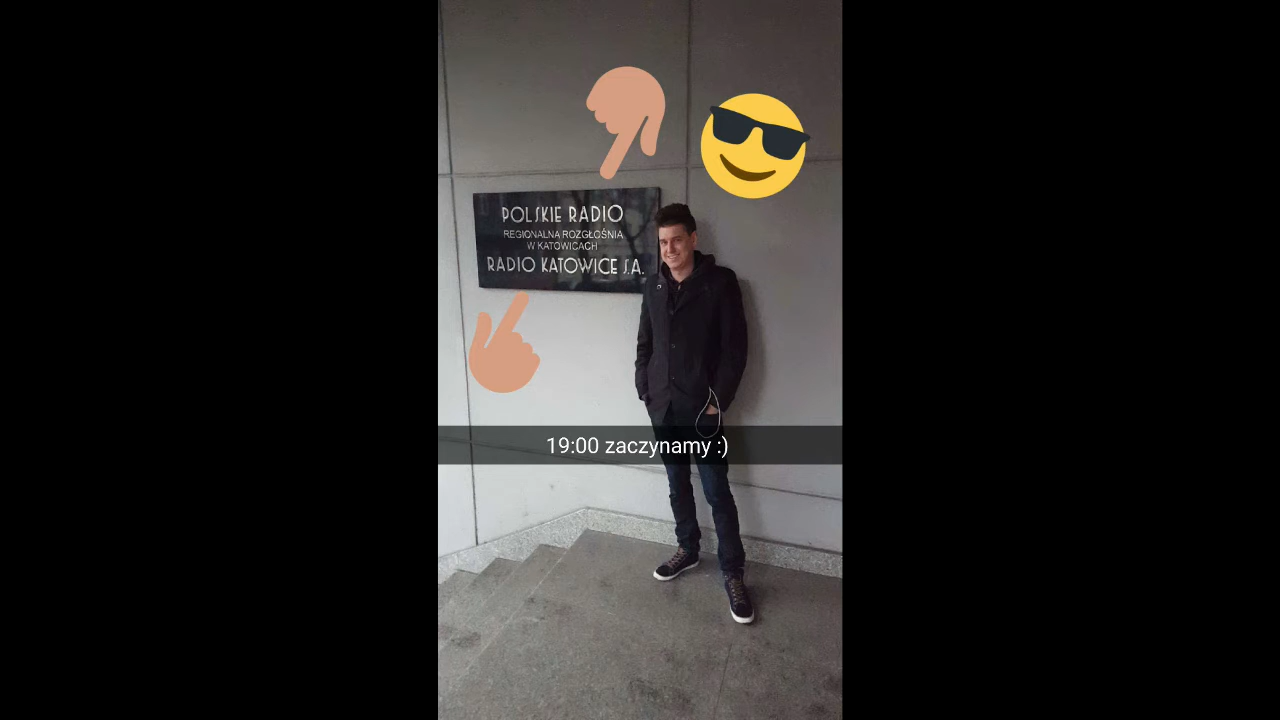 POLSKIE RADIO
REGIONALNA ROZGŁOŚNIA
W KATOWICACH
RADIO KATOWICE S.A.
19:00 zaczynamy :)